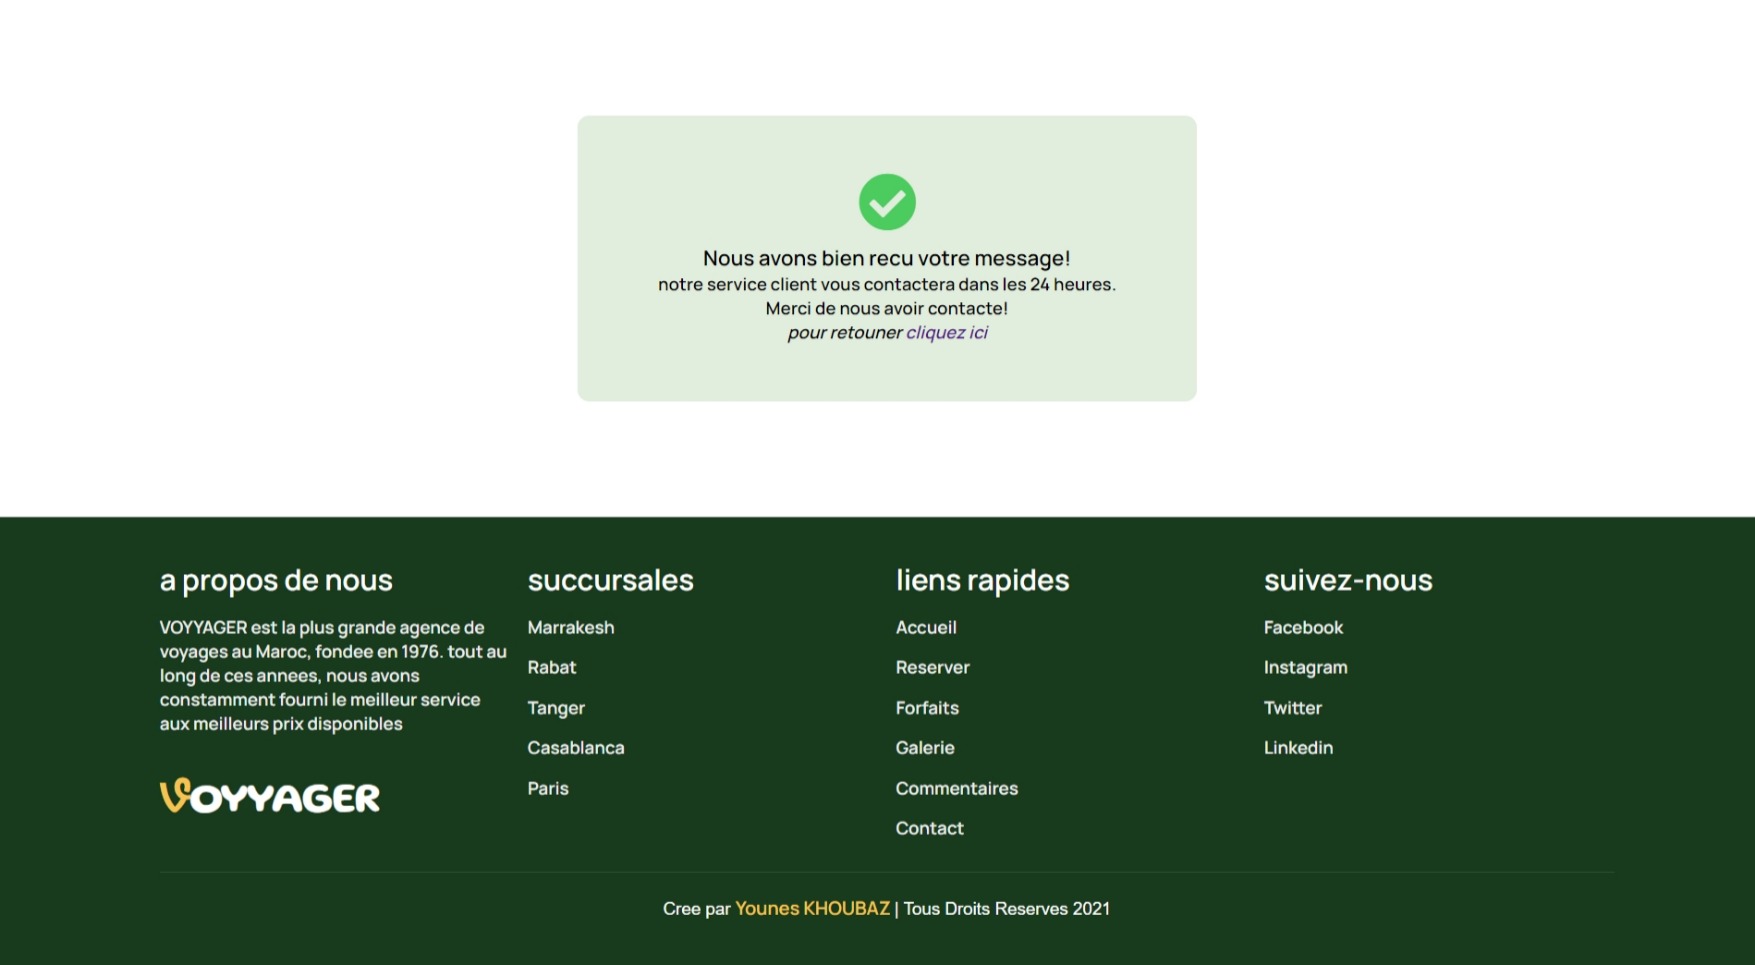 Nous avons bien recu votre message!
notre service client vous contactera dans les 24 heures.
Merci de nous avoir contacte!
pour retouner cliquez ici
a propos de nous
VOYYAGER est la plus grande agence de
voyages au Maroc, fondee en 1976. tout au
long de ces annees, nous avons
constamment fourni le meilleur service
aux meilleurs prix disponibles
VOYYAGER
succursales
Marrakesh
Rabat
Tanger
Casablanca
Paris
liens rapides
Accueil
Reserver
Forfaits
Galerie
Commentaires
Contact
suivez-nous
Facebook
Instagram
Twitter
Linkedin
Cree par Younes KHOUBAZ | Tous Droits Reserves 2021